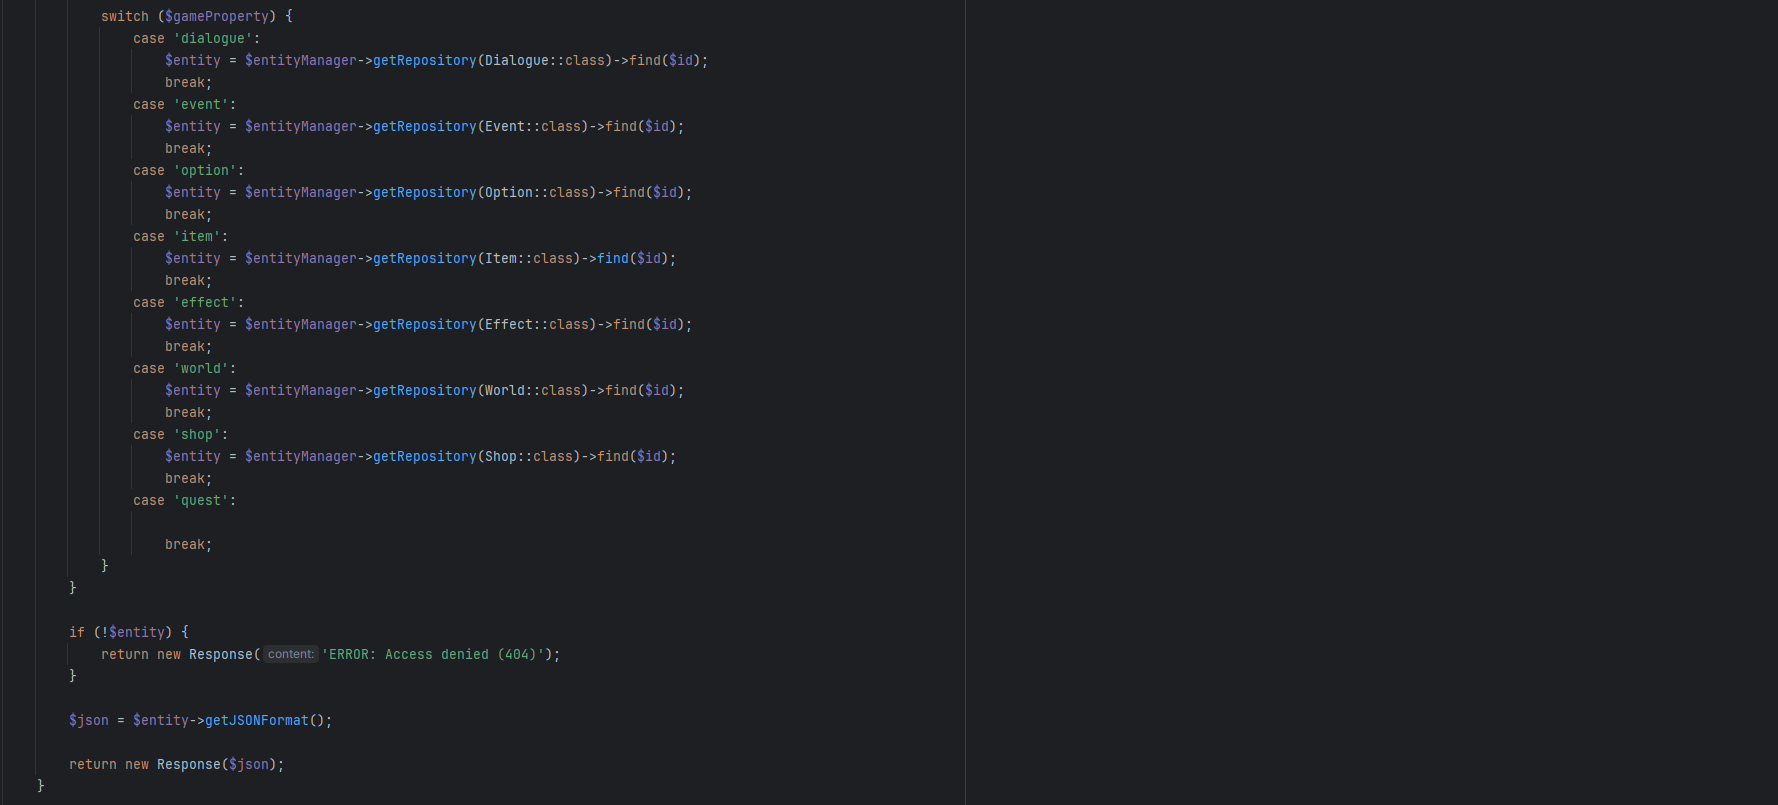 switch ($gameProperty) {
case 'dialogue':
$entity = $entityManager->getRepository(Dialogue::class)->find($id);
break;
case 'event':
$entity = $entityManager->getRepository(Event::class)->find($id);
break;
case 'option':
$entity = $entityManager->getRepository(Option::class)->find($id);
break;
case 'item':
$entity = $entityManager->getRepository(Item::class)->find($id);
break;
case 'effect':
$entity = $entityManager->getRepository(Effect::class)->find($id);
break;
case 'world':
$entity = $entityManager->getRepository(World::class)->find($id);
break;
case 'shop':
$entity = $entityManager->getRepository(Shop::class)->find($id);
break;
case 'quest':
break;
}
}
if (!$entity) {
return new Response( content: 'ERROR: Access denied (404)');
}
$json = $entity->getJSONFormat();
return new Response($json);
}